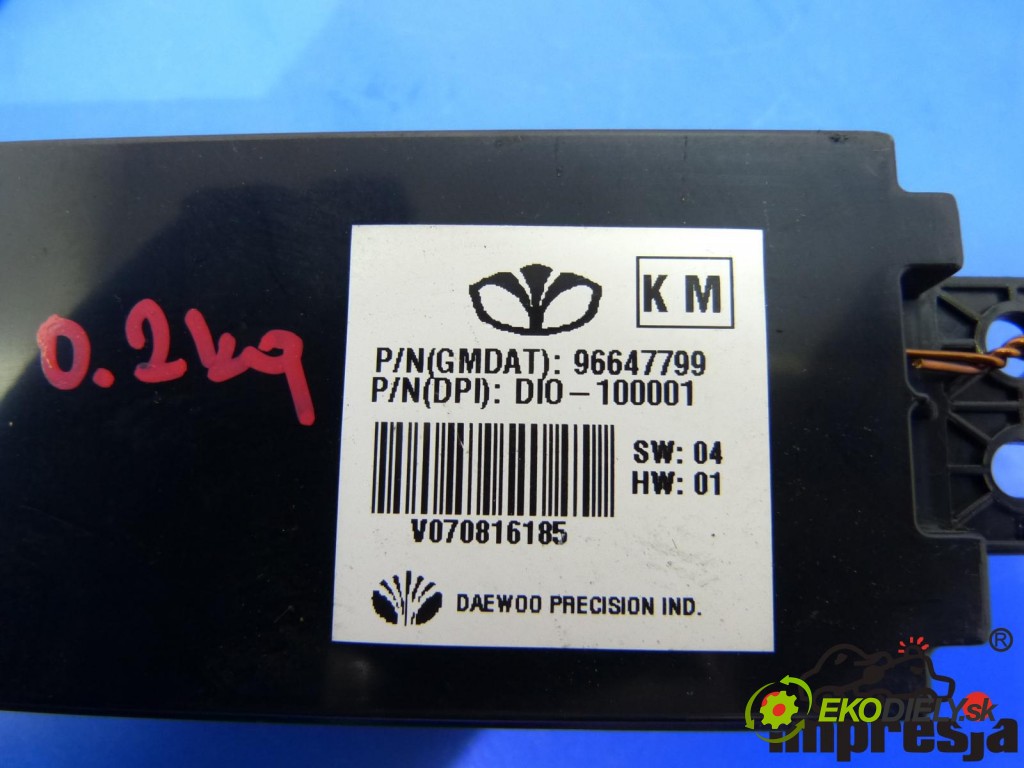 0.2kg
KM
P/N(GMDAT): 96647799
P/N(DPI): DIO-100001
SW: 04
HW: 01
V070816185
DAEWOO PRECISION IND.
®
EKODIELY.sk
impresja